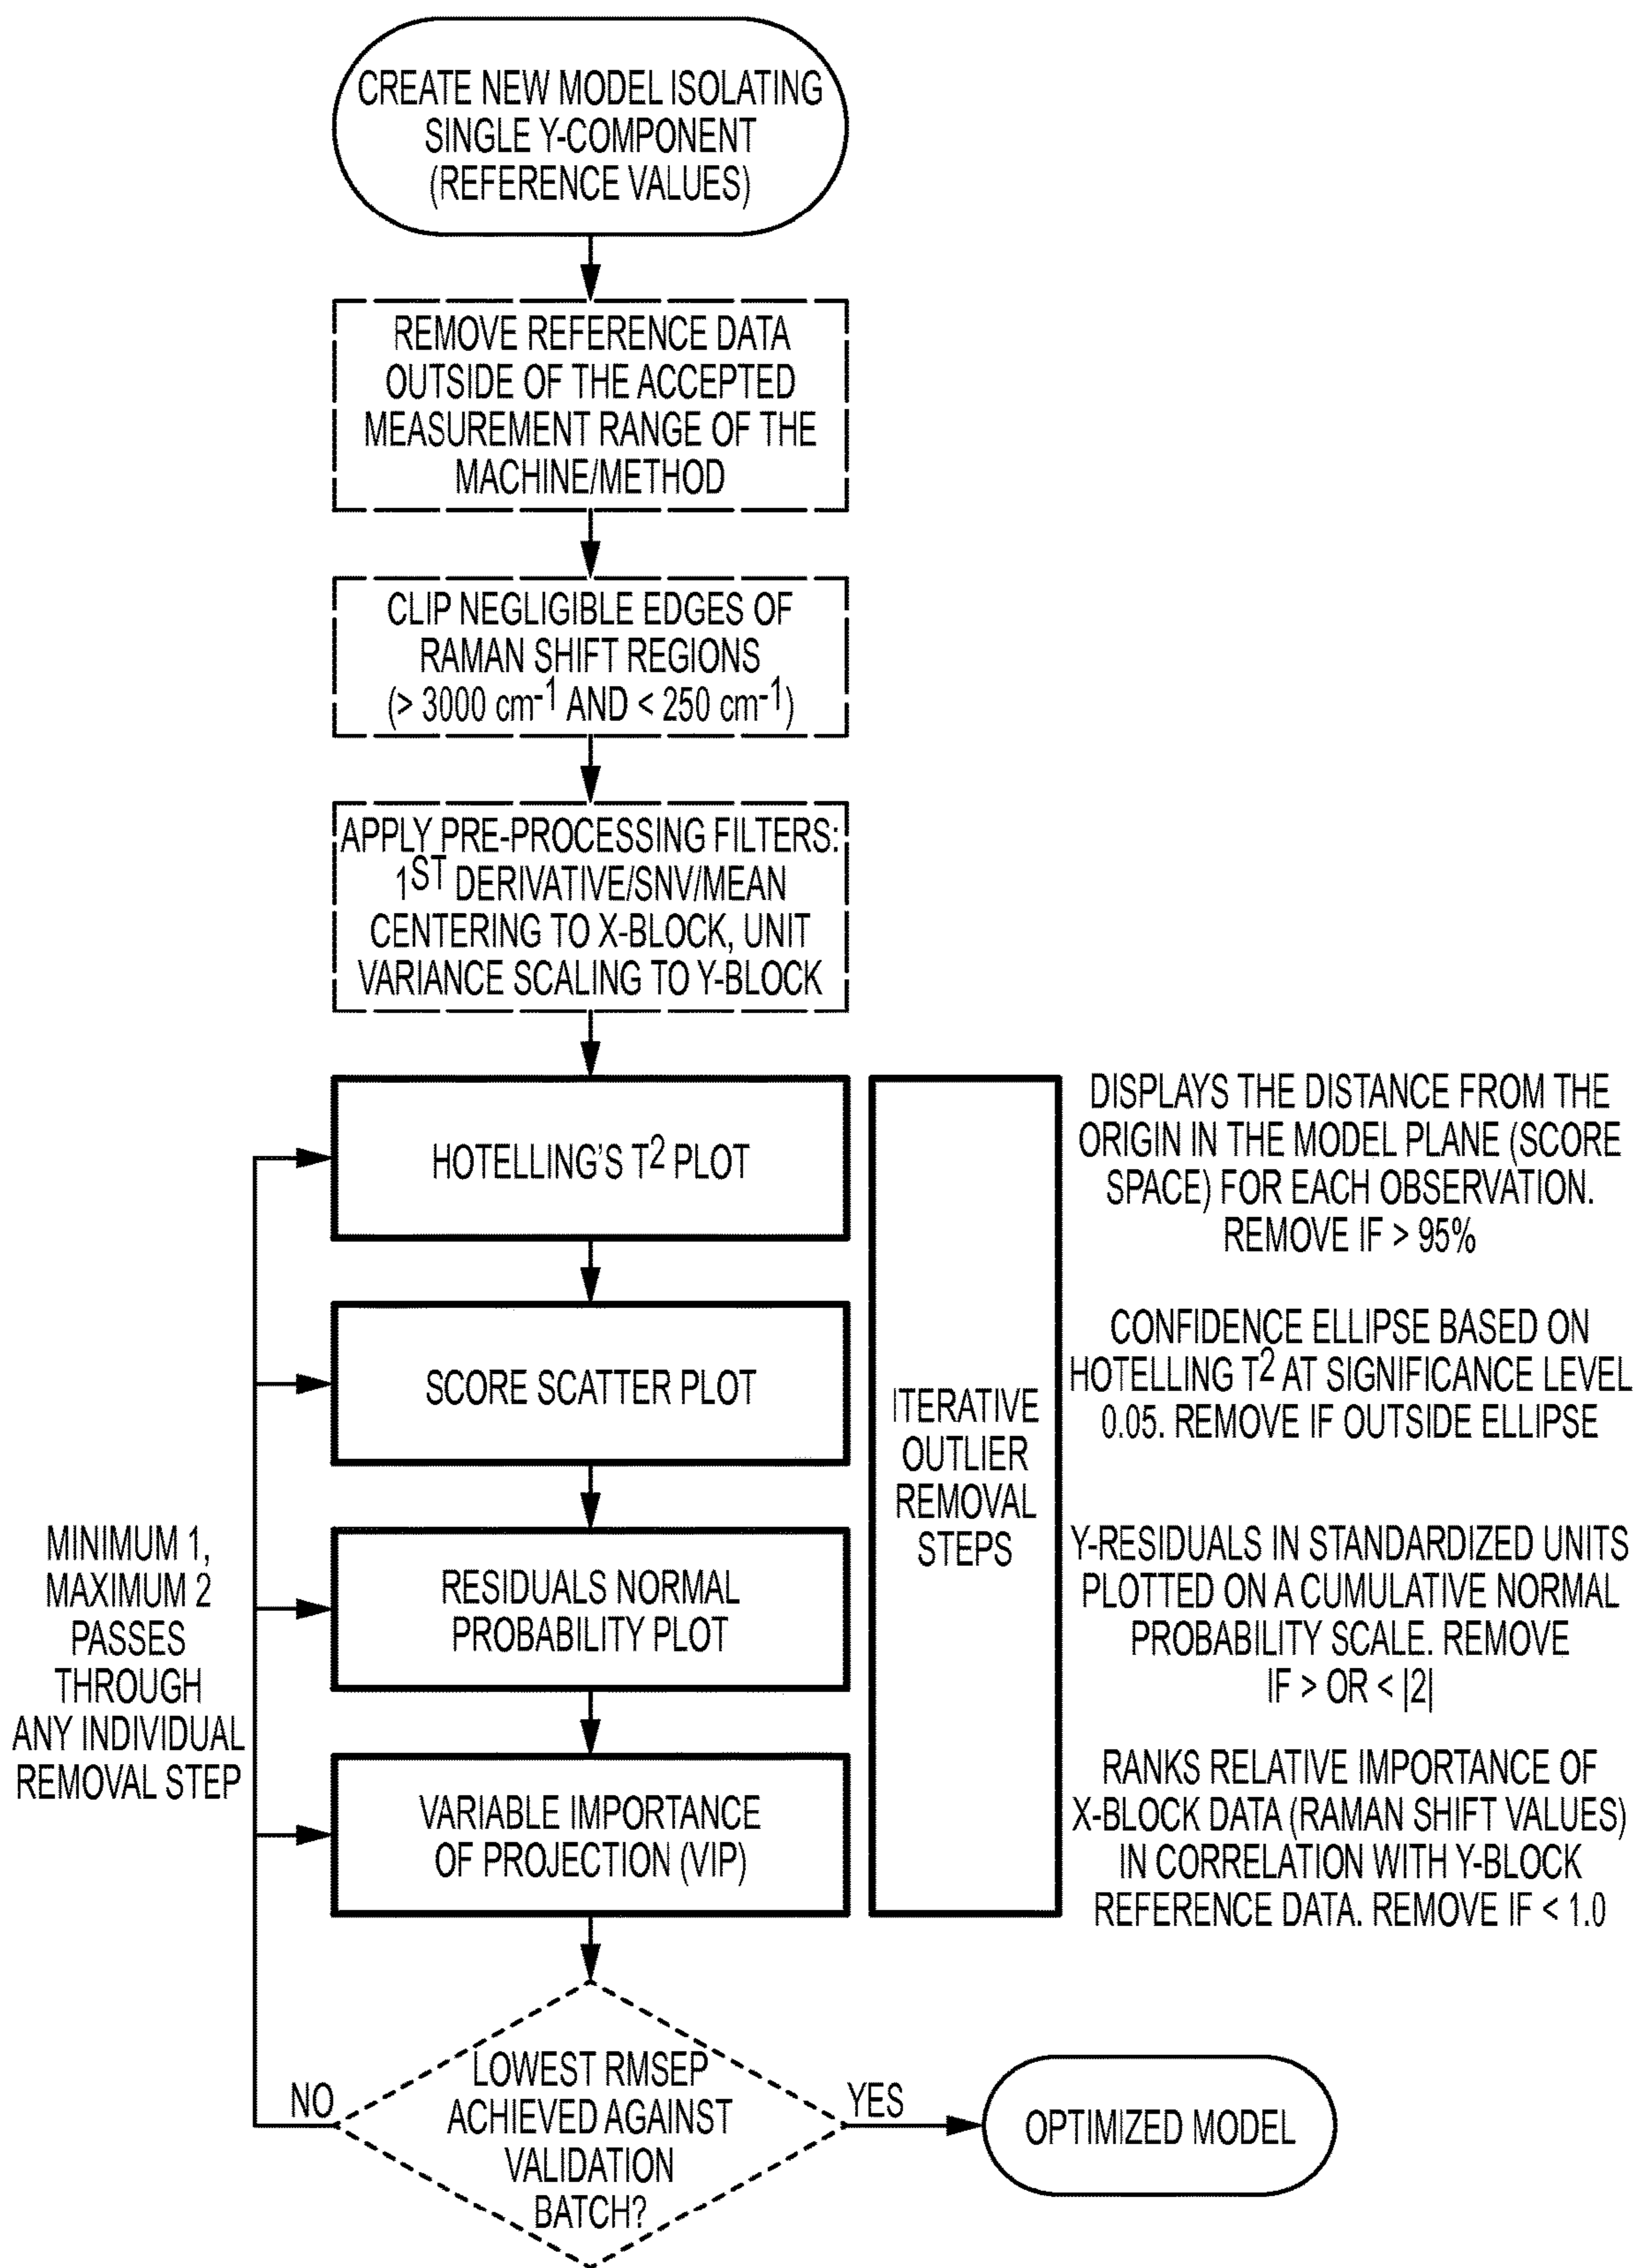 CREATE NEW MODEL ISOLATING
SINGLE Y-COMPONENT
(REFERENCE VALUES)
REMOVE REFERENCE DATA
OUTSIDE OF THE ACCEPTED
MEASUREMENT RANGE OF THE
MACHINE/METHOD
CLIP NEGLIGIBLE EDGES OF
RAMAN SHIFT REGIONS
(> 3000 cm-1 AND < 250 cm-1)
APPLY PRE-PROCESSING FILTERS:
1ST DERIVATIVE/SNV/MEAN
CENTERING TO X-BLOCK, UNIT
VARIANCE SCALING TO Y-BLOCK
HOTELLING'S T2 PLOT
SCORE SCATTER PLOT
RESIDUALS NORMAL
PROBABILITY PLOT
VARIABLE IMPORTANCE
OF PROJECTION (VIP)
ITERATIVE
OUTLIER
REMOVAL
STEPS
DISPLAYS THE DISTANCE FROM THE
ORIGIN IN THE MODEL PLANE (SCORE
SPACE) FOR EACH OBSERVATION.
REMOVE IF > 95%
CONFIDENCE ELLIPSE BASED ON
HOTELLING T2 AT SIGNIFICANCE LEVEL
0.05. REMOVE IF OUTSIDE ELLIPSE
Y-RESIDUALS IN STANDARDIZED UNITS
PLOTTED ON A CUMULATIVE NORMAL
PROBABILITY SCALE. REMOVE
IF > OR < |2|
RANKS RELATIVE IMPORTANCE OF
X-BLOCK DATA (RAMAN SHIFT VALUES)
IN CORRELATION WITH Y-BLOCK
REFERENCE DATA. REMOVE IF < 1.0
MINIMUM 1,
MAXIMUM 2
PASSES
THROUGH
ANY INDIVIDUAL
REMOVAL STEP
LOWEST RMSEP
ACHIEVED AGAINST
VALIDATION
BATCH?
NO
YES
OPTIMIZED MODEL